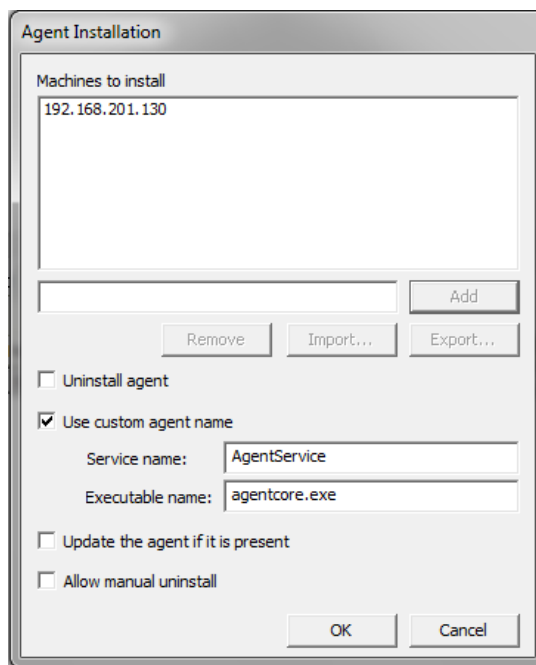 Agent Installation
Machines to install
192.168.201.130
Add
Remove Import... Export...
Uninstall agent
Use custom agent name
Service name: AgentService
Executable name: agentcore.exe
Update the agent if it is present
Allow manual uninstall
OK Cancel